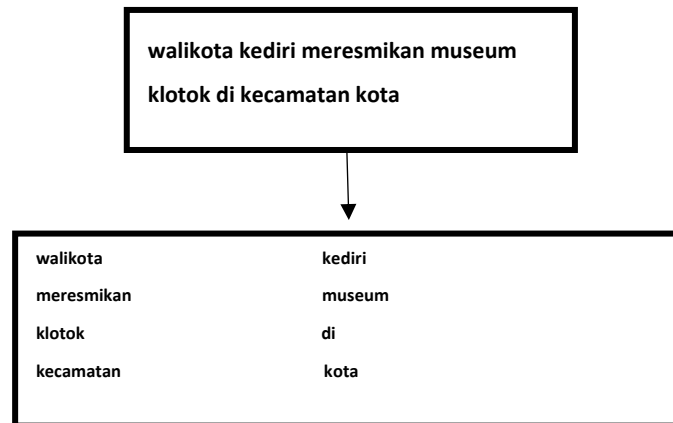 walikota kediri meresmikan museum
klotok di kecamatan kota
walikota kediri
meresmikan museum
klotok di
kecamatan kota